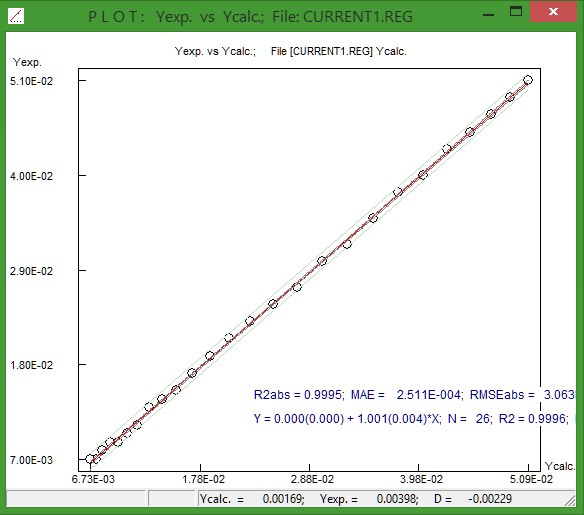 P L O T :   Yexp.  vs  Ycalc.;  File: CURRENT1.REG
Yexp. vs Ycalc.;     File [CURRENT1.REG] Ycalc.
Yexp.
5.10E-02
4.00E-02
2.90E-02
1.80E-02
R2abs = 0.9995;  MAE =    2.511E-004;  RMSEabs =    3.063
Y = 0.000(0.000) + 1.001(0.004)*X;  N =   26;  R2 = 0.9996;
7.00E-03
Ycalc.
6.73E-03 1.78E-02 2.88E-02 3.98E-02 5.09E-02
Ycalc.  =      0.00169;     Yexp. =      0.00398;     D =     -0.00229